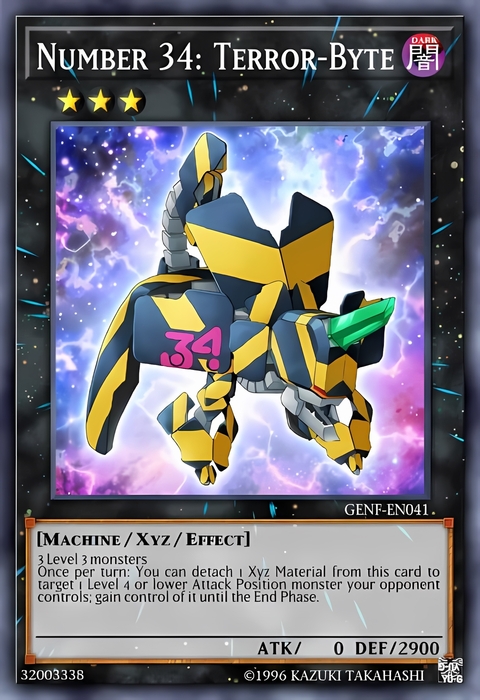 NUMBER 34: TERROR-BYTE
DARK
闇
34
GENF-EN041
[MACHINE / XYZ / EFFECT]
3 Level 3 monsters
Once per turn: You can detach 1 Xyz Material from this card to
target 1 Level 4 or lower Attack Position monster your opponent
controls; gain control of it until the End Phase.
ATK/ 0 DEF/2900
32003338
©1996 KAZUKI TAKAHASHI